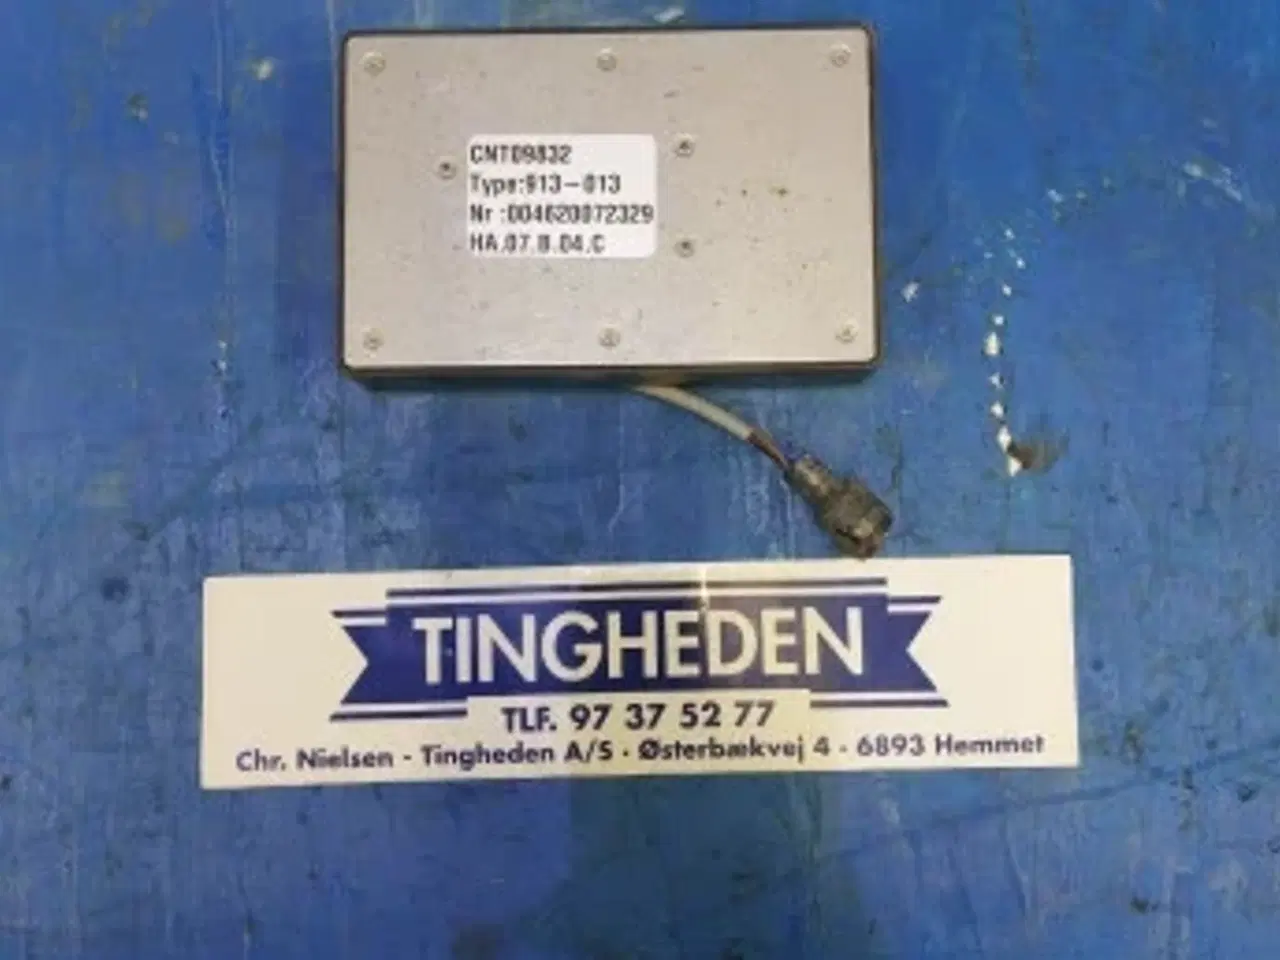 CNT09832
Type:913-013
Nr :004620072329
HA.07.B.04.C
TINGHEDEN
TLF. 97 37 52 77
Chr. Nielsen - Tingheden A/S · Østerbækvej 4 - 6893 Hemmet